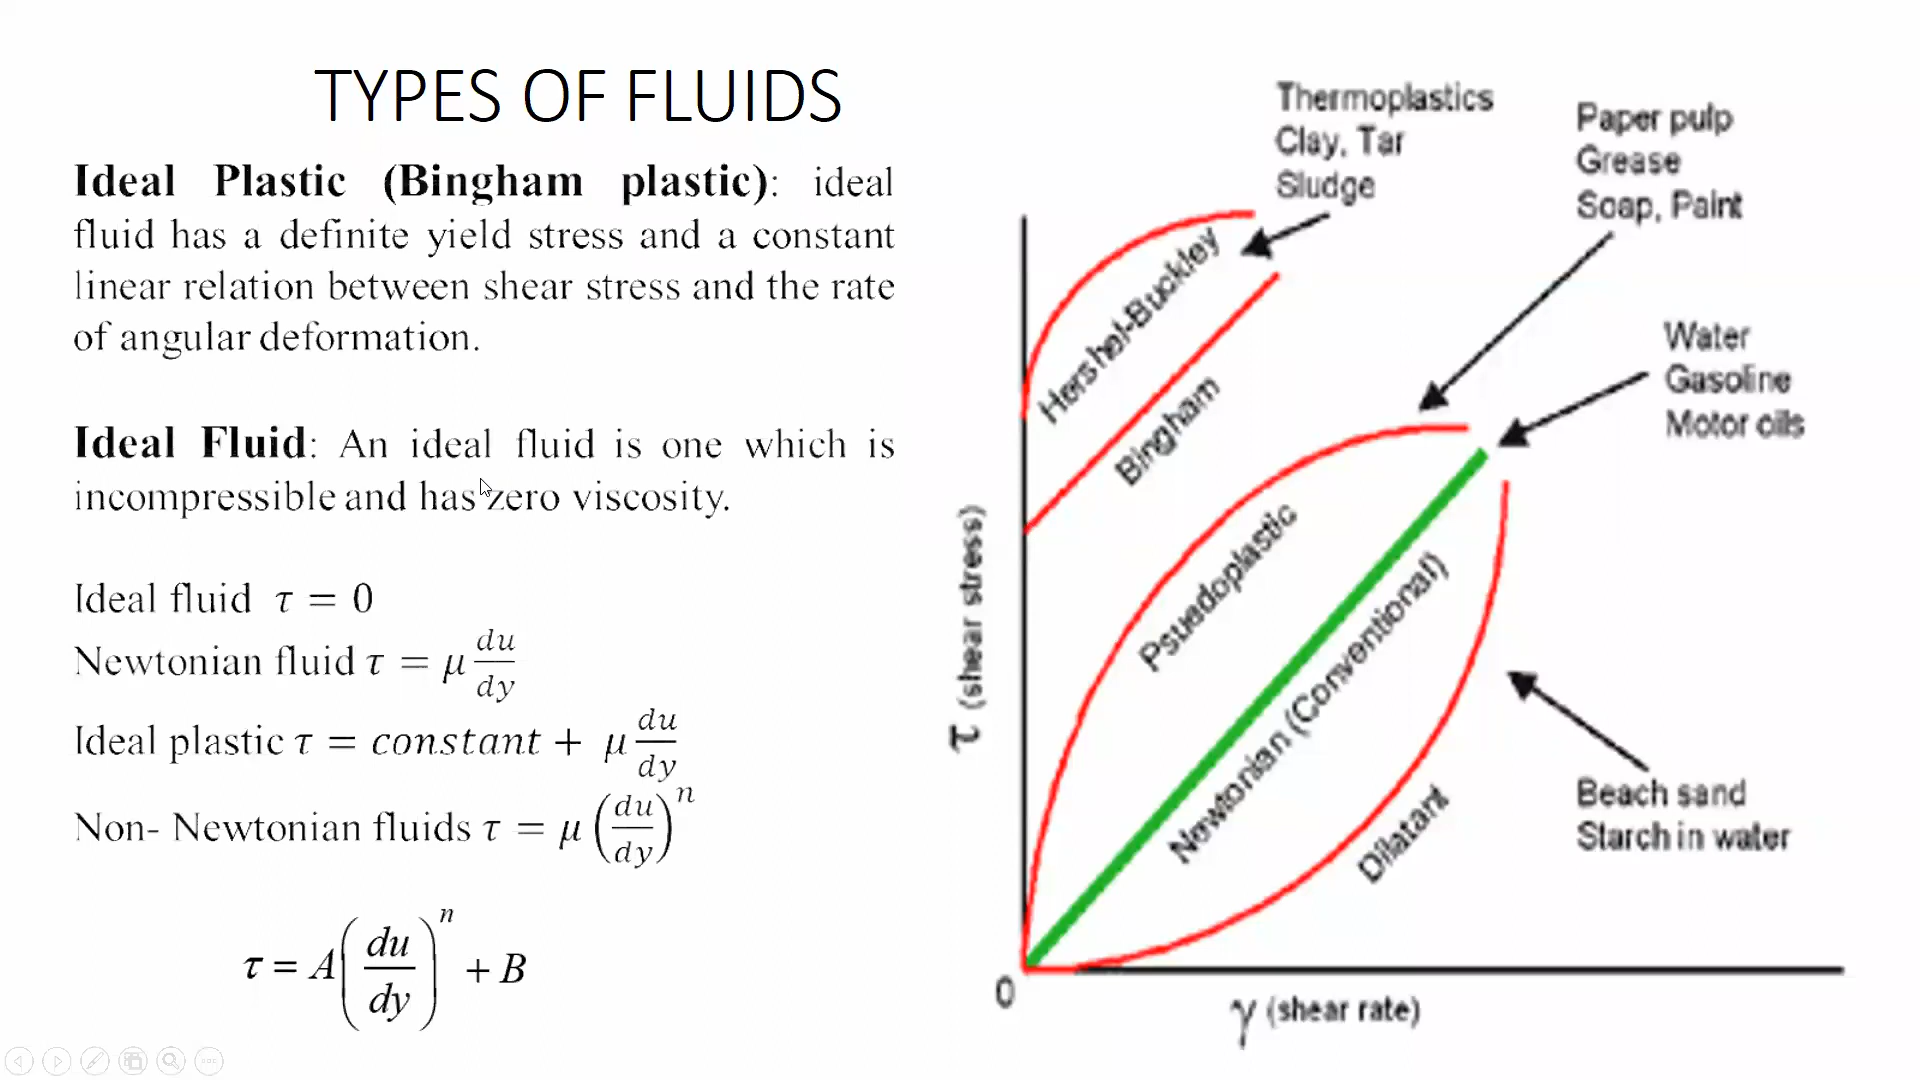 TYPES OF FLUIDS
Ideal Plastic (Bingham plastic): ideal
fluid has a definite yield stress and a constant
linear relation between shear stress and the rate
of angular deformation.
Ideal Fluid: An ideal fluid is one which is
incompressible and has zero viscosity.
Ideal fluid τ = 0
Newtonian fluid τ = μ du/dy
Ideal plastic τ = constant + μ du/dy
Non- Newtonian fluids τ = μ (du/dy)^n
τ = A(du/dy)^n + B
Thermoplastics
Clay, Tar
Sludge
Paper pulp
Grease
Soap, Paint
Water
Gasoline
Motor oils
Hershel-Buckley
Bingham
Psuedoplastic
Newtonian (Conventional)
Dilatant
Beach sand
Starch in water
τ (shear stress)
0
γ (shear rate)